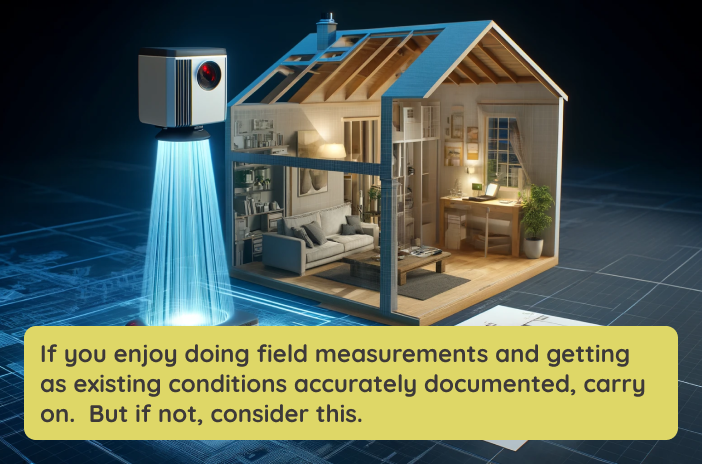 If you enjoy doing field measurements and getting
as existing conditions accurately documented, carry
on.  But if not, consider this.